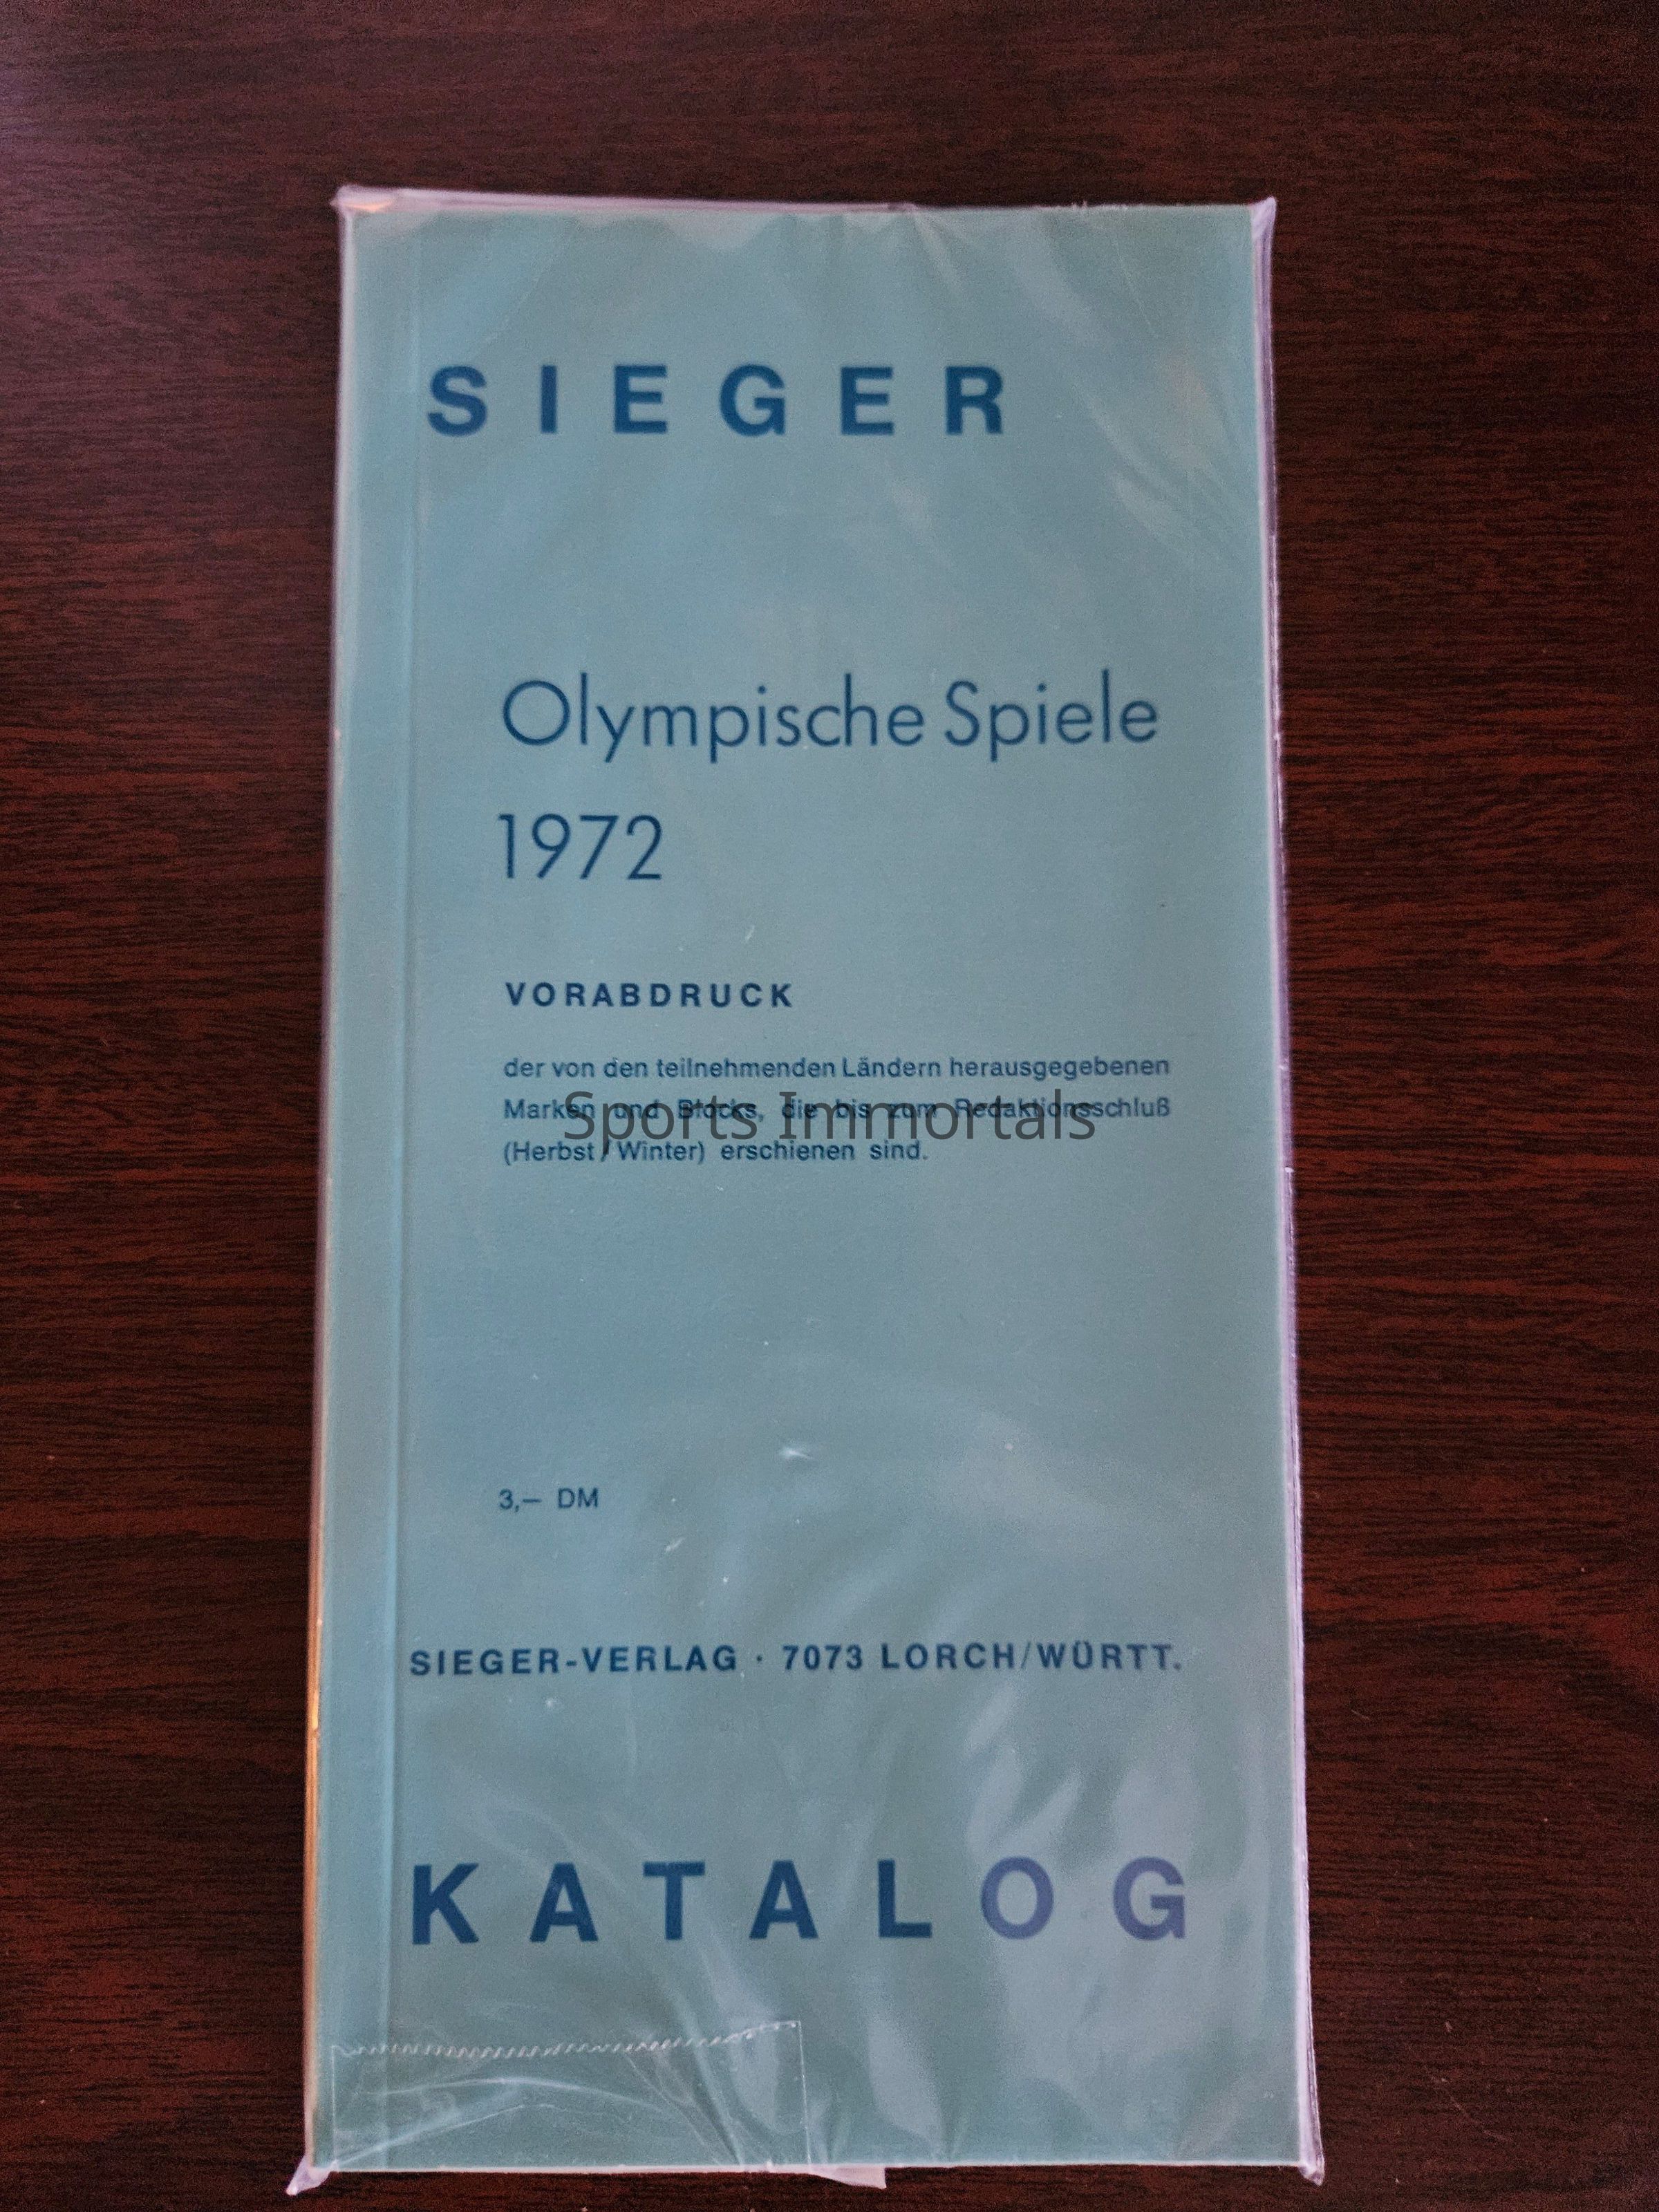 SIEGER
Olympische Spiele
1972
VORABDRUCK
der von den teilnehmenden Ländern herausgegebenen
Marken und Blocks, die bis zum Redaktionsschluß
Sports Immortals
(Herbst / Winter) erschienen sind.
3,— DM
SIEGER-VERLAG · 7073 LORCH/WÜRTT.
KATALOG